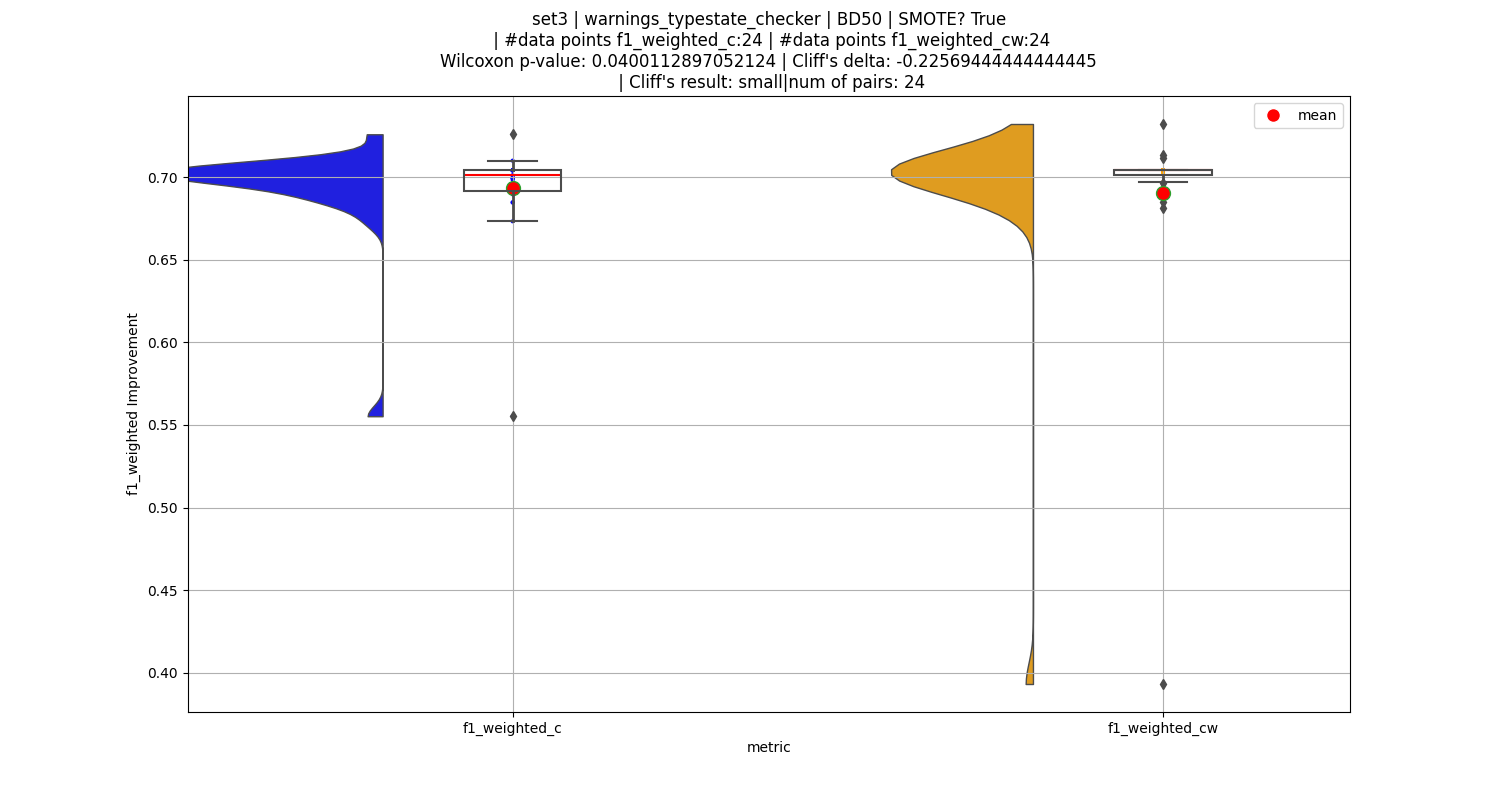 set3 | warnings_typestate_checker | BD50 | SMOTE? True
| #data points f1_weighted_c:24 | #data points f1_weighted_cw:24
Wilcoxon p-value: 0.0400112897052124 | Cliff's delta: -0.22569444444444445
| Cliff's result: small|num of pairs: 24
mean
0.70
0.65
0.60
0.55
0.50
0.45
0.40
f1_weighted Improvement
f1_weighted_c
f1_weighted_cw
metric